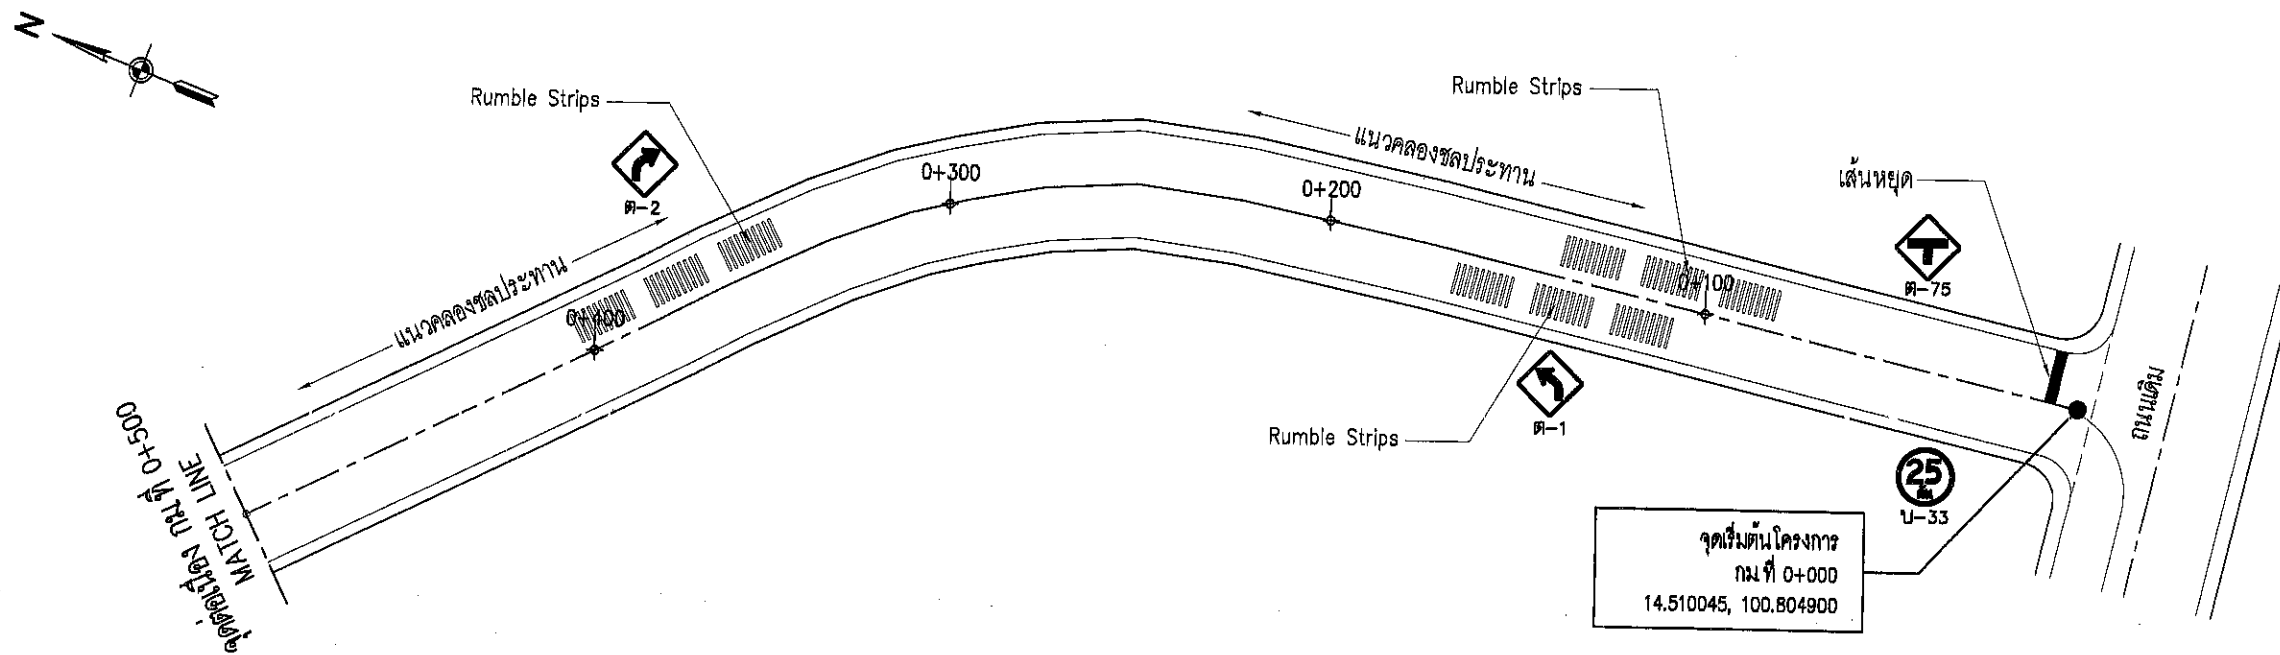 N
Rumble Strips
ต-2
แนวคลองชลประทาน
0+300
0+400
0+200
แนวคลองชลประทาน
Rumble Strips
0+100
เส้นหยุด
ต-75
ถนนเดิม
Rumble Strips
ต-1
25
ตัน
บ-33
จุดเริ่มต้นโครงการ
กม.ที่ 0+000
14.510045, 100.804900
MATCH LINE
จุดต่อเนื่อง กม.ที่ 0+500